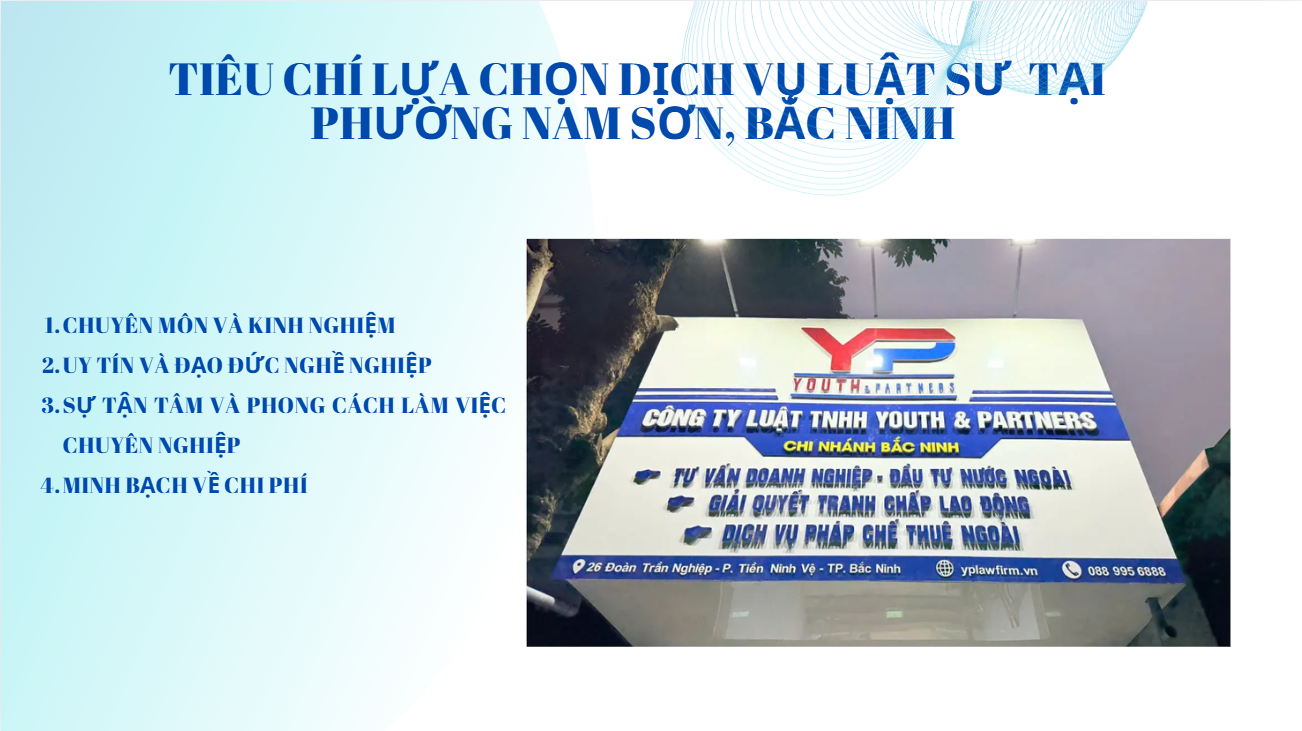 TIÊU CHÍ LỰA CHỌN DỊCH VỤ LUẬT SƯ TẠI
PHƯỜNG NAM SƠN, BẮC NINH
1. CHUYÊN MÔN VÀ KINH NGHIỆM
2. UY TÍN VÀ ĐẠO ĐỨC NGHỀ NGHIỆP
3. SỰ TẬN TÂM VÀ PHONG CÁCH LÀM VIỆC
CHUYÊN NGHIỆP
4. MINH BẠCH VỀ CHI PHÍ
YP
YOUTH & PARTNERS
CÔNG TY LUẬT TNHH YOUTH & PARTNERS
CHI NHÁNH BẮC NINH
TƯ VẤN DOANH NGHIỆP - ĐẦU TƯ NƯỚC NGOÀI
GIẢI QUYẾT TRANH CHẤP LAO ĐỘNG
DỊCH VỤ PHÁP CHẾ THUÊ NGOÀI
26 Đoàn Trần Nghiệp - P. Tiền Ninh Vệ - TP. Bắc Ninh
yplawfirm.vn
088 995 6888